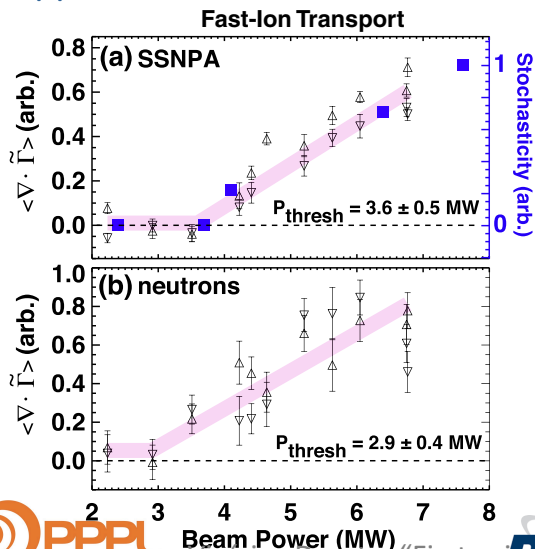 Fast-Ion Transport
(a) SSNPA
<∇· Γ̃> (arb.)
0.8
0.6
0.4
0.2
0.0
1
0
Stochasticity (arb.)
P_thresh = 3.6 ± 0.5 MW
(b) neutrons
<∇· Γ̃> (arb.)
1.0
0.8
0.6
0.4
0.2
0.0
P_thresh = 2.9 ± 0.4 MW
2 3 4 5 6 7 8
Beam Power (MW)
PPPL